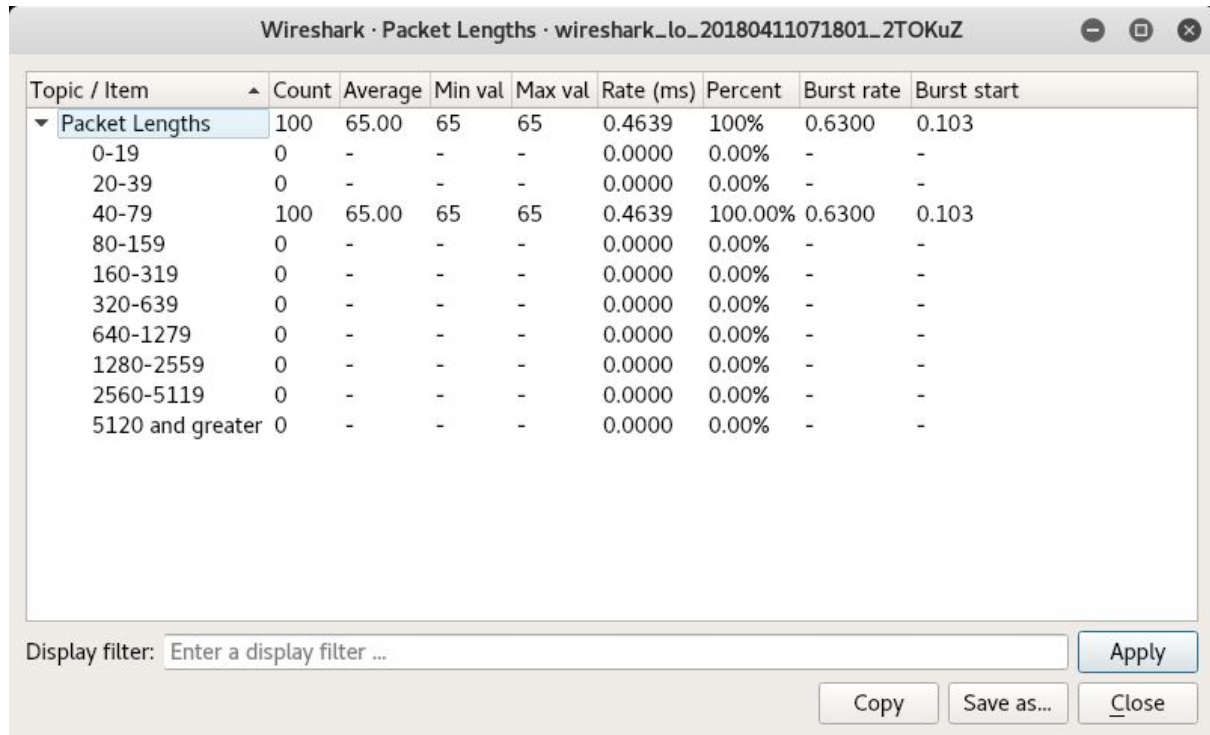 Wireshark · Packet Lengths · wireshark_lo_20180411071801_2TOKuZ
Topic / Item Count Average Min val Max val Rate (ms) Percent Burst rate Burst start
Packet Lengths 100 65.00 65 65 0.4639 100% 0.6300 0.103
0-19 0 - - - 0.0000 0.00% - -
20-39 0 - - - 0.0000 0.00% - -
40-79 100 65.00 65 65 0.4639 100.00% 0.6300 0.103
80-159 0 - - - 0.0000 0.00% - -
160-319 0 - - - 0.0000 0.00% - -
320-639 0 - - - 0.0000 0.00% - -
640-1279 0 - - - 0.0000 0.00% - -
1280-2559 0 - - - 0.0000 0.00% - -
2560-5119 0 - - - 0.0000 0.00% - -
5120 and greater 0 - - - 0.0000 0.00% - -
Display filter: Enter a display filter ... Apply
Copy Save as... Close